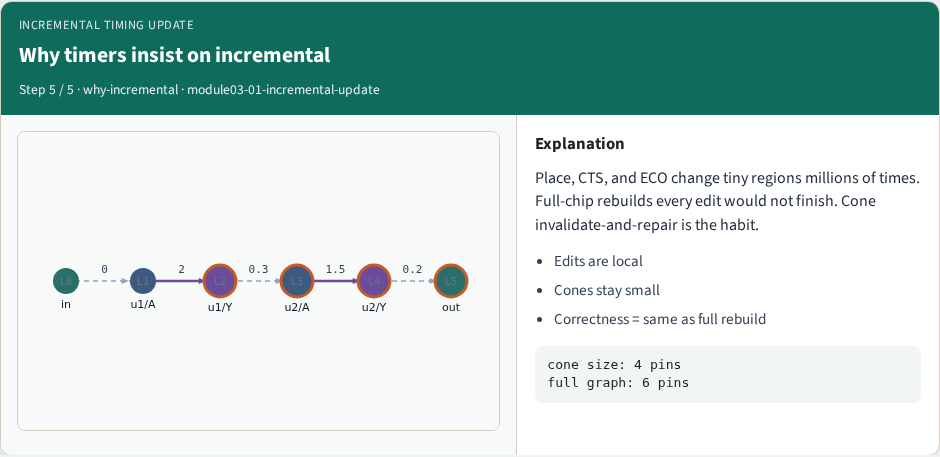 INCREMENTAL TIMING UPDATE
Why timers insist on incremental
Step 5 / 5 · why-incremental · module03-01-incremental-update
0 2 0.3 1.5 0.2
L0 L1 L2 L3 L4 L5
in u1/A u1/Y u2/A u2/Y out
Explanation
Place, CTS, and ECO change tiny regions millions of times.
Full-chip rebuilds every edit would not finish. Cone
invalidate-and-repair is the habit.
• Edits are local
• Cones stay small
• Correctness = same as full rebuild
cone size: 4 pins
full graph: 6 pins